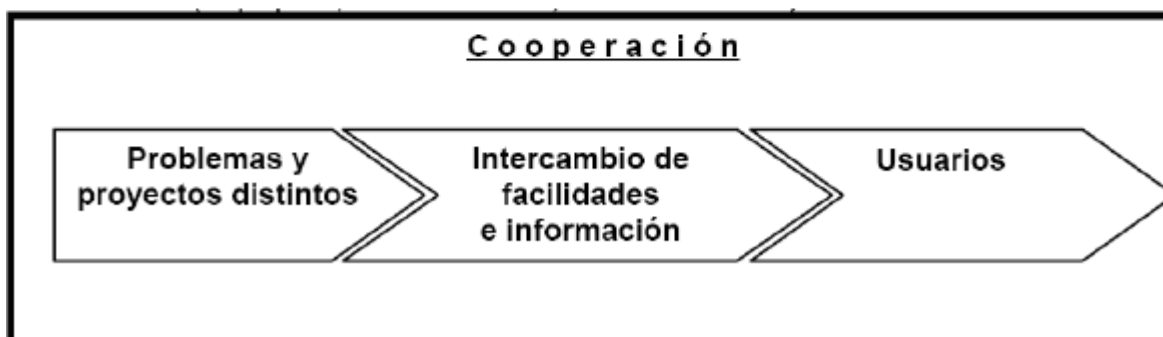 Cooperación
Problemas y
proyectos distintos
Intercambio de
facilidades
e información
Usuarios